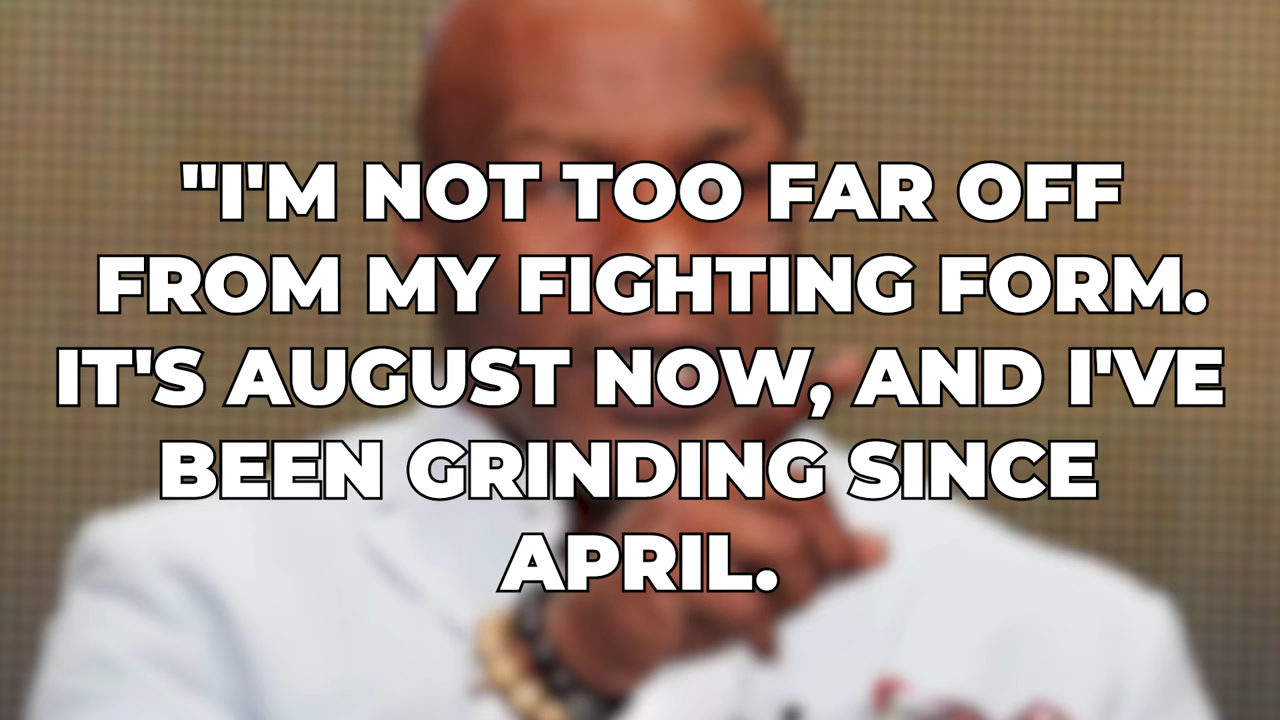 "I'M NOT TOO FAR OFF
FROM MY FIGHTING FORM.
IT'S AUGUST NOW, AND I'VE
BEEN GRINDING SINCE
APRIL.